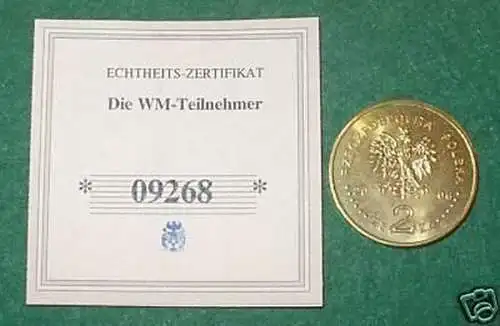 ECHTHEITS-ZERTIFIKAT
Die WM-Teilnehmer
* 09268 *
RZECZPOSPOLITA POLSKA
2